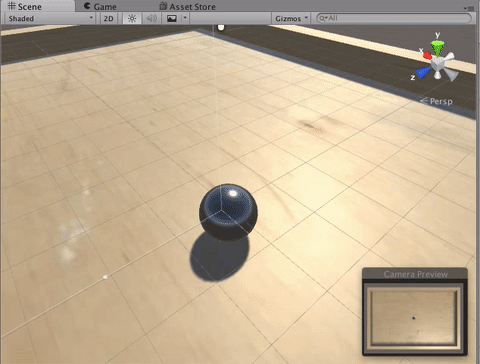 Scene Game Asset Store
Shaded 2D Gizmos All
y
x
z
Persp
Camera Preview